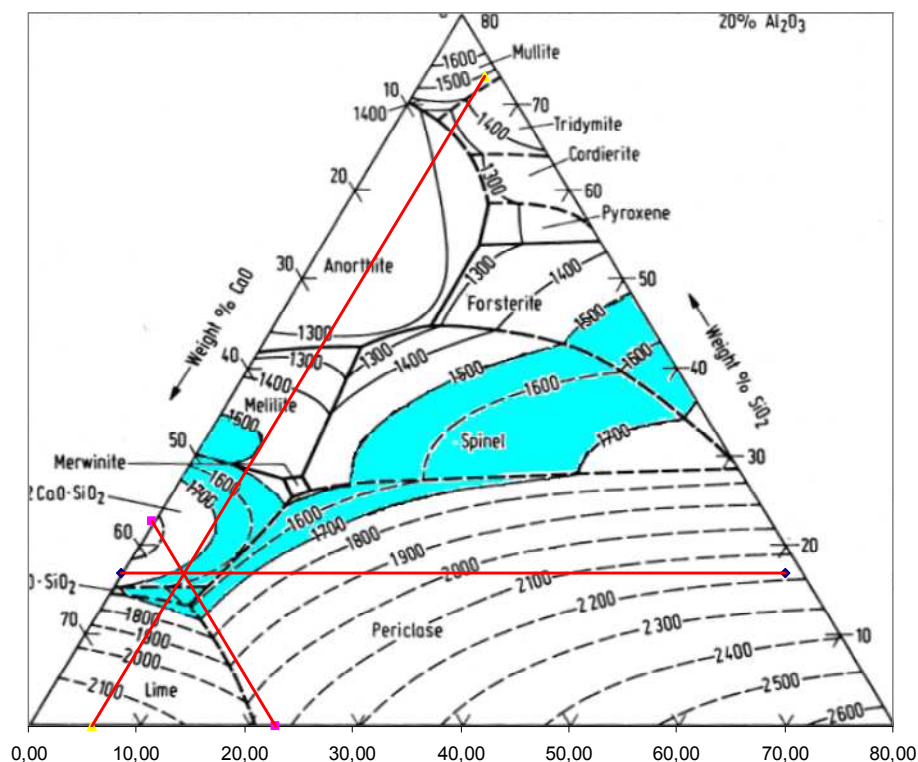 80
20% Al2O3
Mullite
1600
1500
10
1400
70
Tridymite
1400
Cordierite
20
1300
60
Pyroxene
30
Anorthite
50
1300
1400
Forsterite
1500
Weight % CaO
Weight % SiO2
1300
40
1300
1300
1400
1600
40
1400
1500
1600
Melilite
1500
1700
50
Spinel
30
Merwinite
1600
1700
2CaO·SiO2
1600
1700
1800
60
1900
20
2000
2100
O·SiO2
2200
1800
70
1900
Periclase
2300
10
2000
2400
2100
Lime
2500
2600
0,00 10,00 20,00 30,00 40,00 50,00 60,00 70,00 80,00